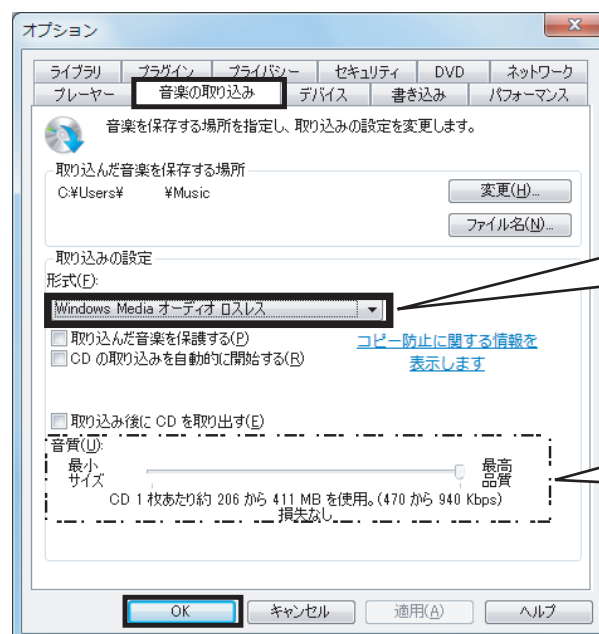 オプション
ライブラリ プラグイン プライバシー セキュリティ DVD ネットワーク
プレーヤー 音楽の取り込み デバイス 書き込み パフォーマンス
音楽を保存する場所を指定し、取り込みの設定を変更します。
取り込んだ音楽を保存する場所
C:¥Users¥ ¥Music
変更(H)...
ファイル名(N)...
取り込みの設定
形式(F):
Windows Media オーディオ ロスレス
取り込んだ音楽を保護する(P)
コピー防止に関する情報を
表示します
CD の取り込みを自動的に開始する(R)
取り込み後に CD を取り出す(E)
音質(U):
最小
サイズ
最高
品質
CD 1 枚あたり約 206 から 411 MB を使用。(470 から 940 Kbps)
損失なし
OK キャンセル 適用(A) ヘルプ